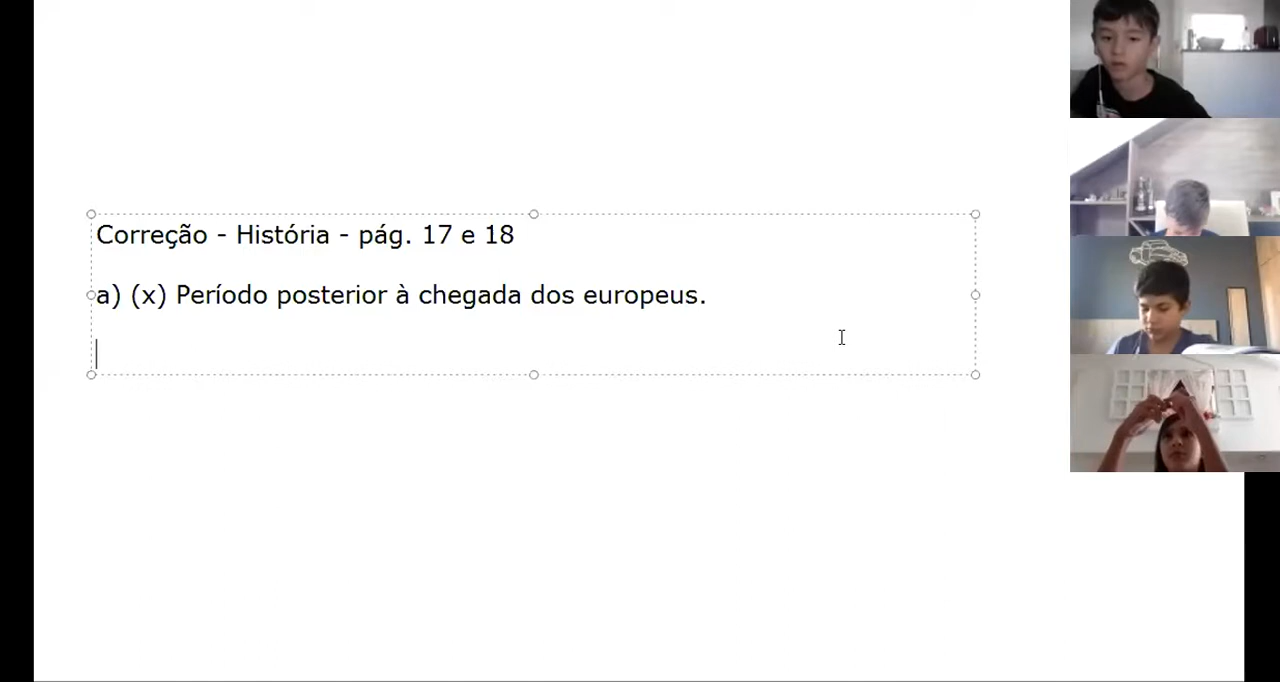 Correção - História - pág. 17 e 18
a) (x) Período posterior à chegada dos europeus.